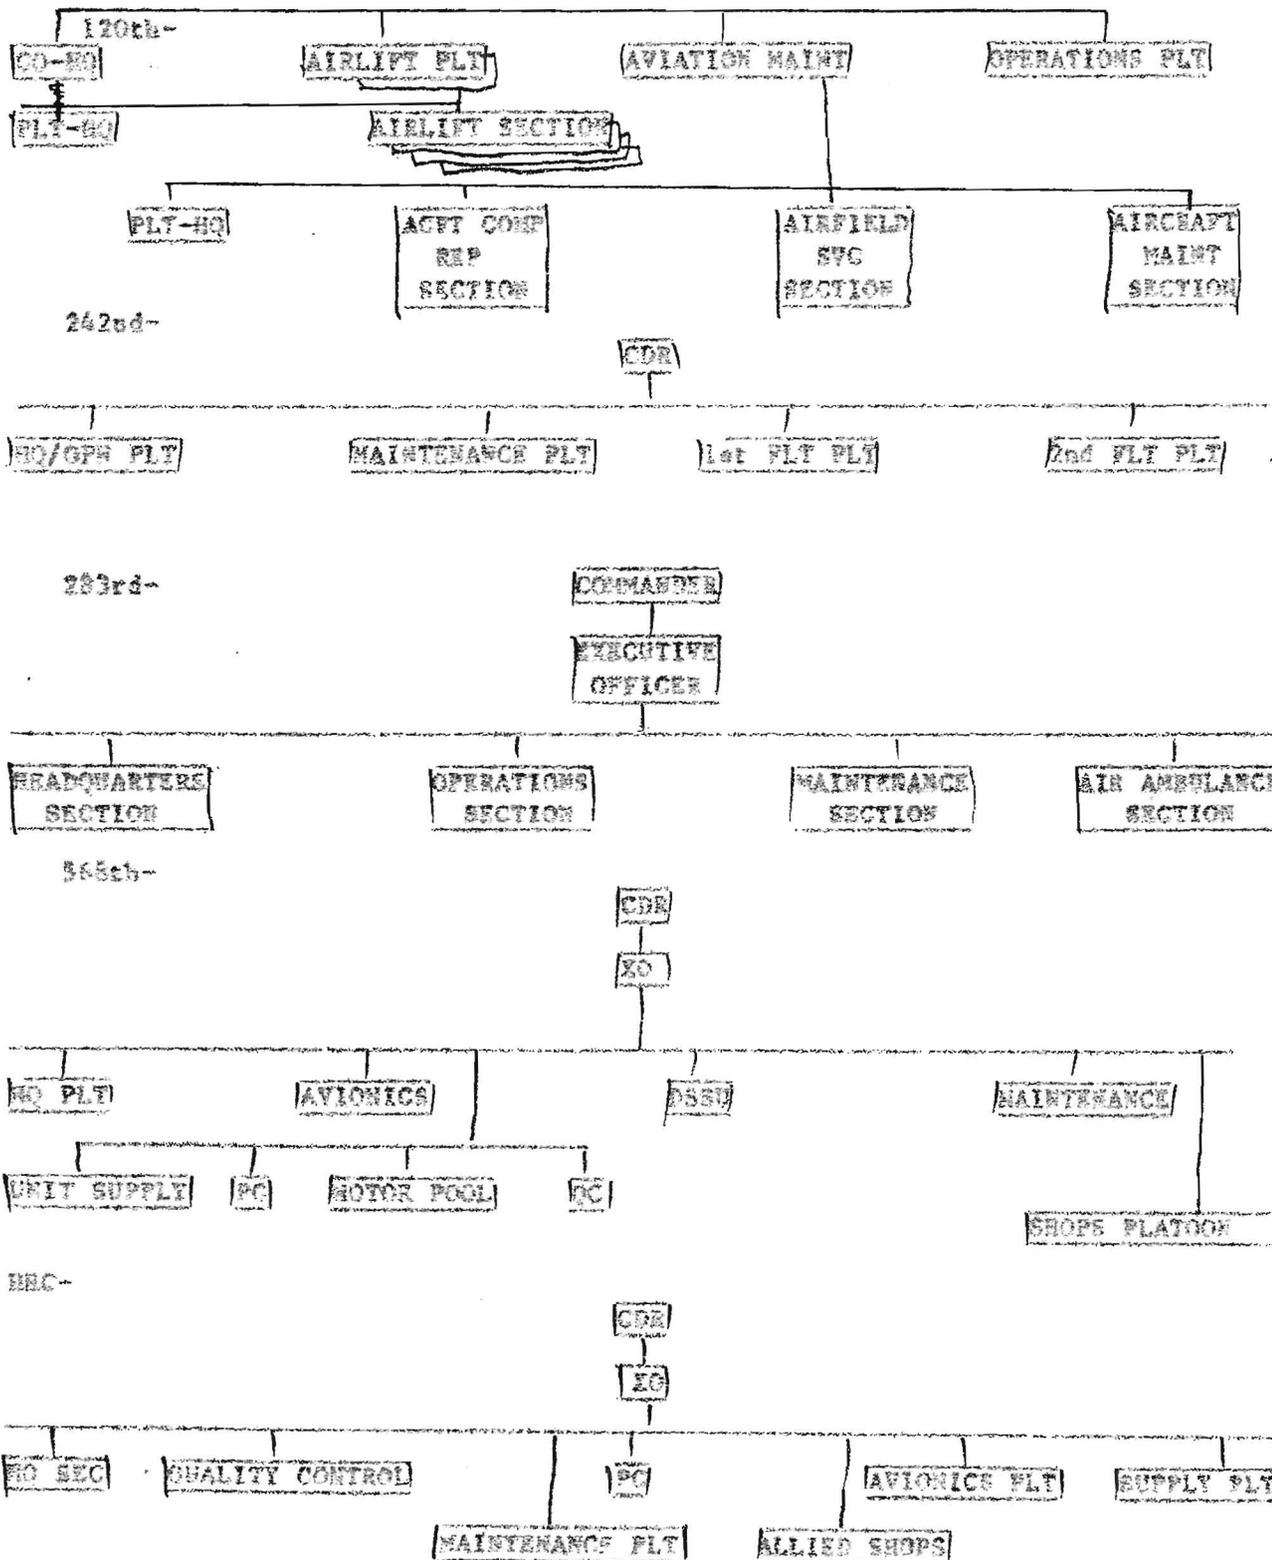 120th-
CO-HQ AIRLIFT PLT AVIATION MAINT OPERATIONS PLT
PLT-HQ AIRLIFT SECTION
PLT-HQ ACFT COMP AIRFIELD AIRCRAFT
REP SVC MAINT
SECTION SECTION SECTION
242nd-
CDR
HQ/OPN PLT MAINTENANCE PLT 1st FLT PLT 2nd FLT PLT
283rd-
COMMANDER
EXECUTIVE
OFFICER
HEADQUARTERS OPERATIONS MAINTENANCE AIR AMBULANCE
SECTION SECTION SECTION SECTION
CDR
XO
HQ PLT AVIONICS DSSU MAINTENANCE
UNIT SUPPLY PC MOTOR POOL QC
SHOPS PLATOON
CDR
XO
HQ SEC QUALITY CONTROL PC AVIONICS PLT SUPPLY PLT
MAINTENANCE PLT ALLIED SHOPS